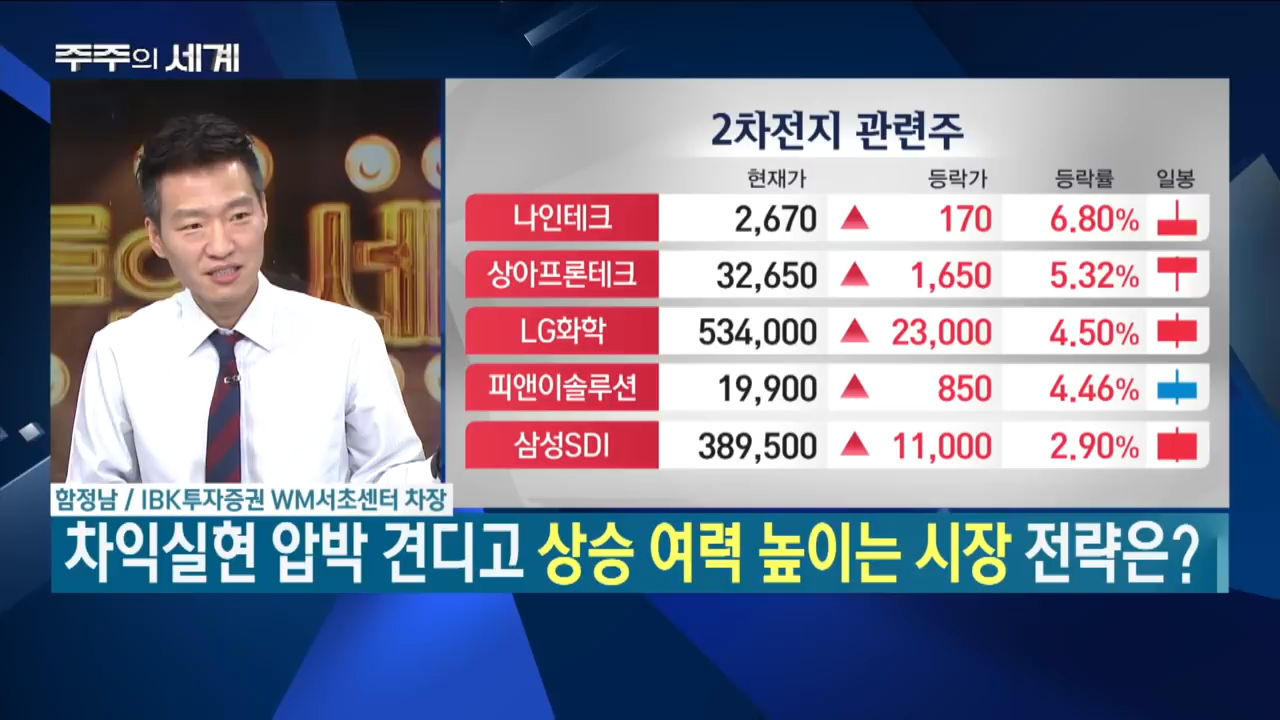 주주의 세계
2차전지 관련주
현재가 등락가 등락률 일봉
나인테크 2,670 ▲ 170 6.80%
상아프론테크 32,650 ▲ 1,650 5.32%
LG화학 534,000 ▲ 23,000 4.50%
피앤이솔루션 19,900 ▲ 850 4.46%
삼성SDI 389,500 ▲ 11,000 2.90%
함정남 / IBK투자증권 WM서초센터 차장
차익실현 압박 견디고 상승 여력 높이는 시장 전략은?